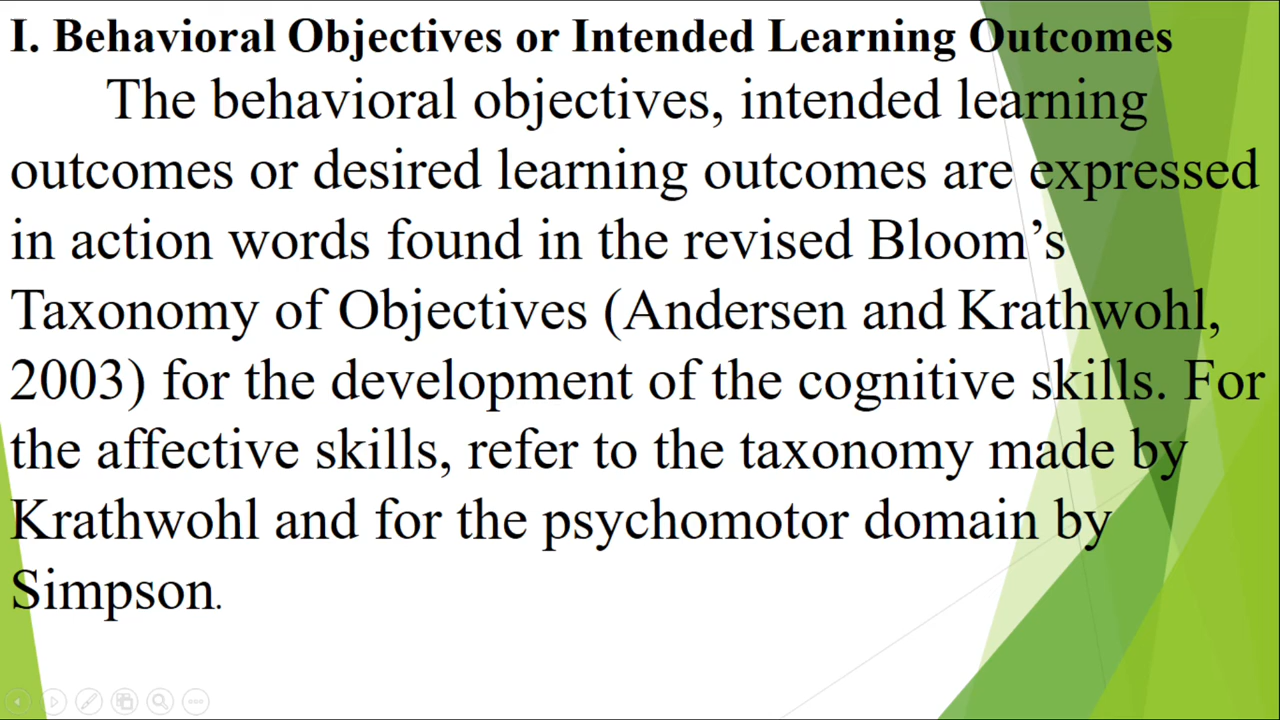 I. Behavioral Objectives or Intended Learning Outcomes
The behavioral objectives, intended learning
outcomes or desired learning outcomes are expressed
in action words found in the revised Bloom’s
Taxonomy of Objectives (Andersen and Krathwohl,
2003) for the development of the cognitive skills. For
the affective skills, refer to the taxonomy made by
Krathwohl and for the psychomotor domain by
Simpson.